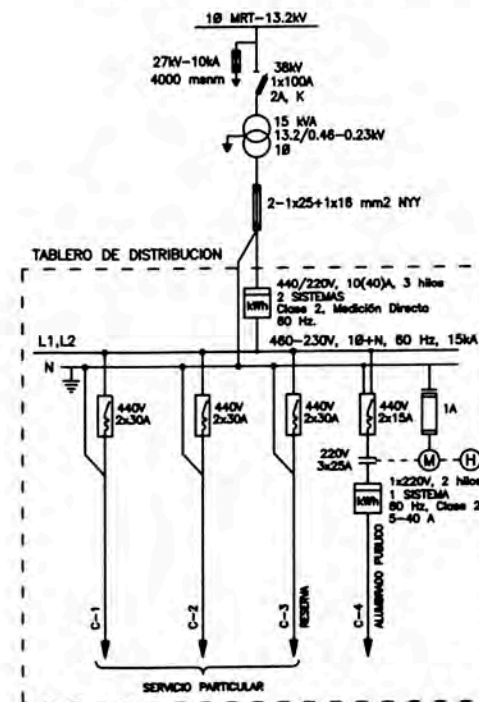 1Ø MRT-13.2kV
27kV-10kA
4000 msnm
38kV
1x100A
2A, K
15 kVA
13.2/0.46-0.23kV
1Ø
2-1x25+1x16 mm2 NYY
TABLERO DE DISTRIBUCION
440/220V, 10(40)A, 3 hilos
2 SISTEMAS
Clase 2, Medición Directo
60 Hz.
kWh
L1,L2
460-230V, 1Ø+N, 60 Hz, 15kA
N
440V
2x30A
440V
2x30A
440V
2x30A
440V
2x15A
1A
220V
3x25A
M
H
kWh
1x220V, 2 hilos
1 SISTEMA
60 Hz, Clase 2
5-40 A
C-1
C-2
C-3
RESERVA
C-4
ALUMBRADO PUBLICO
SERVICIO PARTICULAR